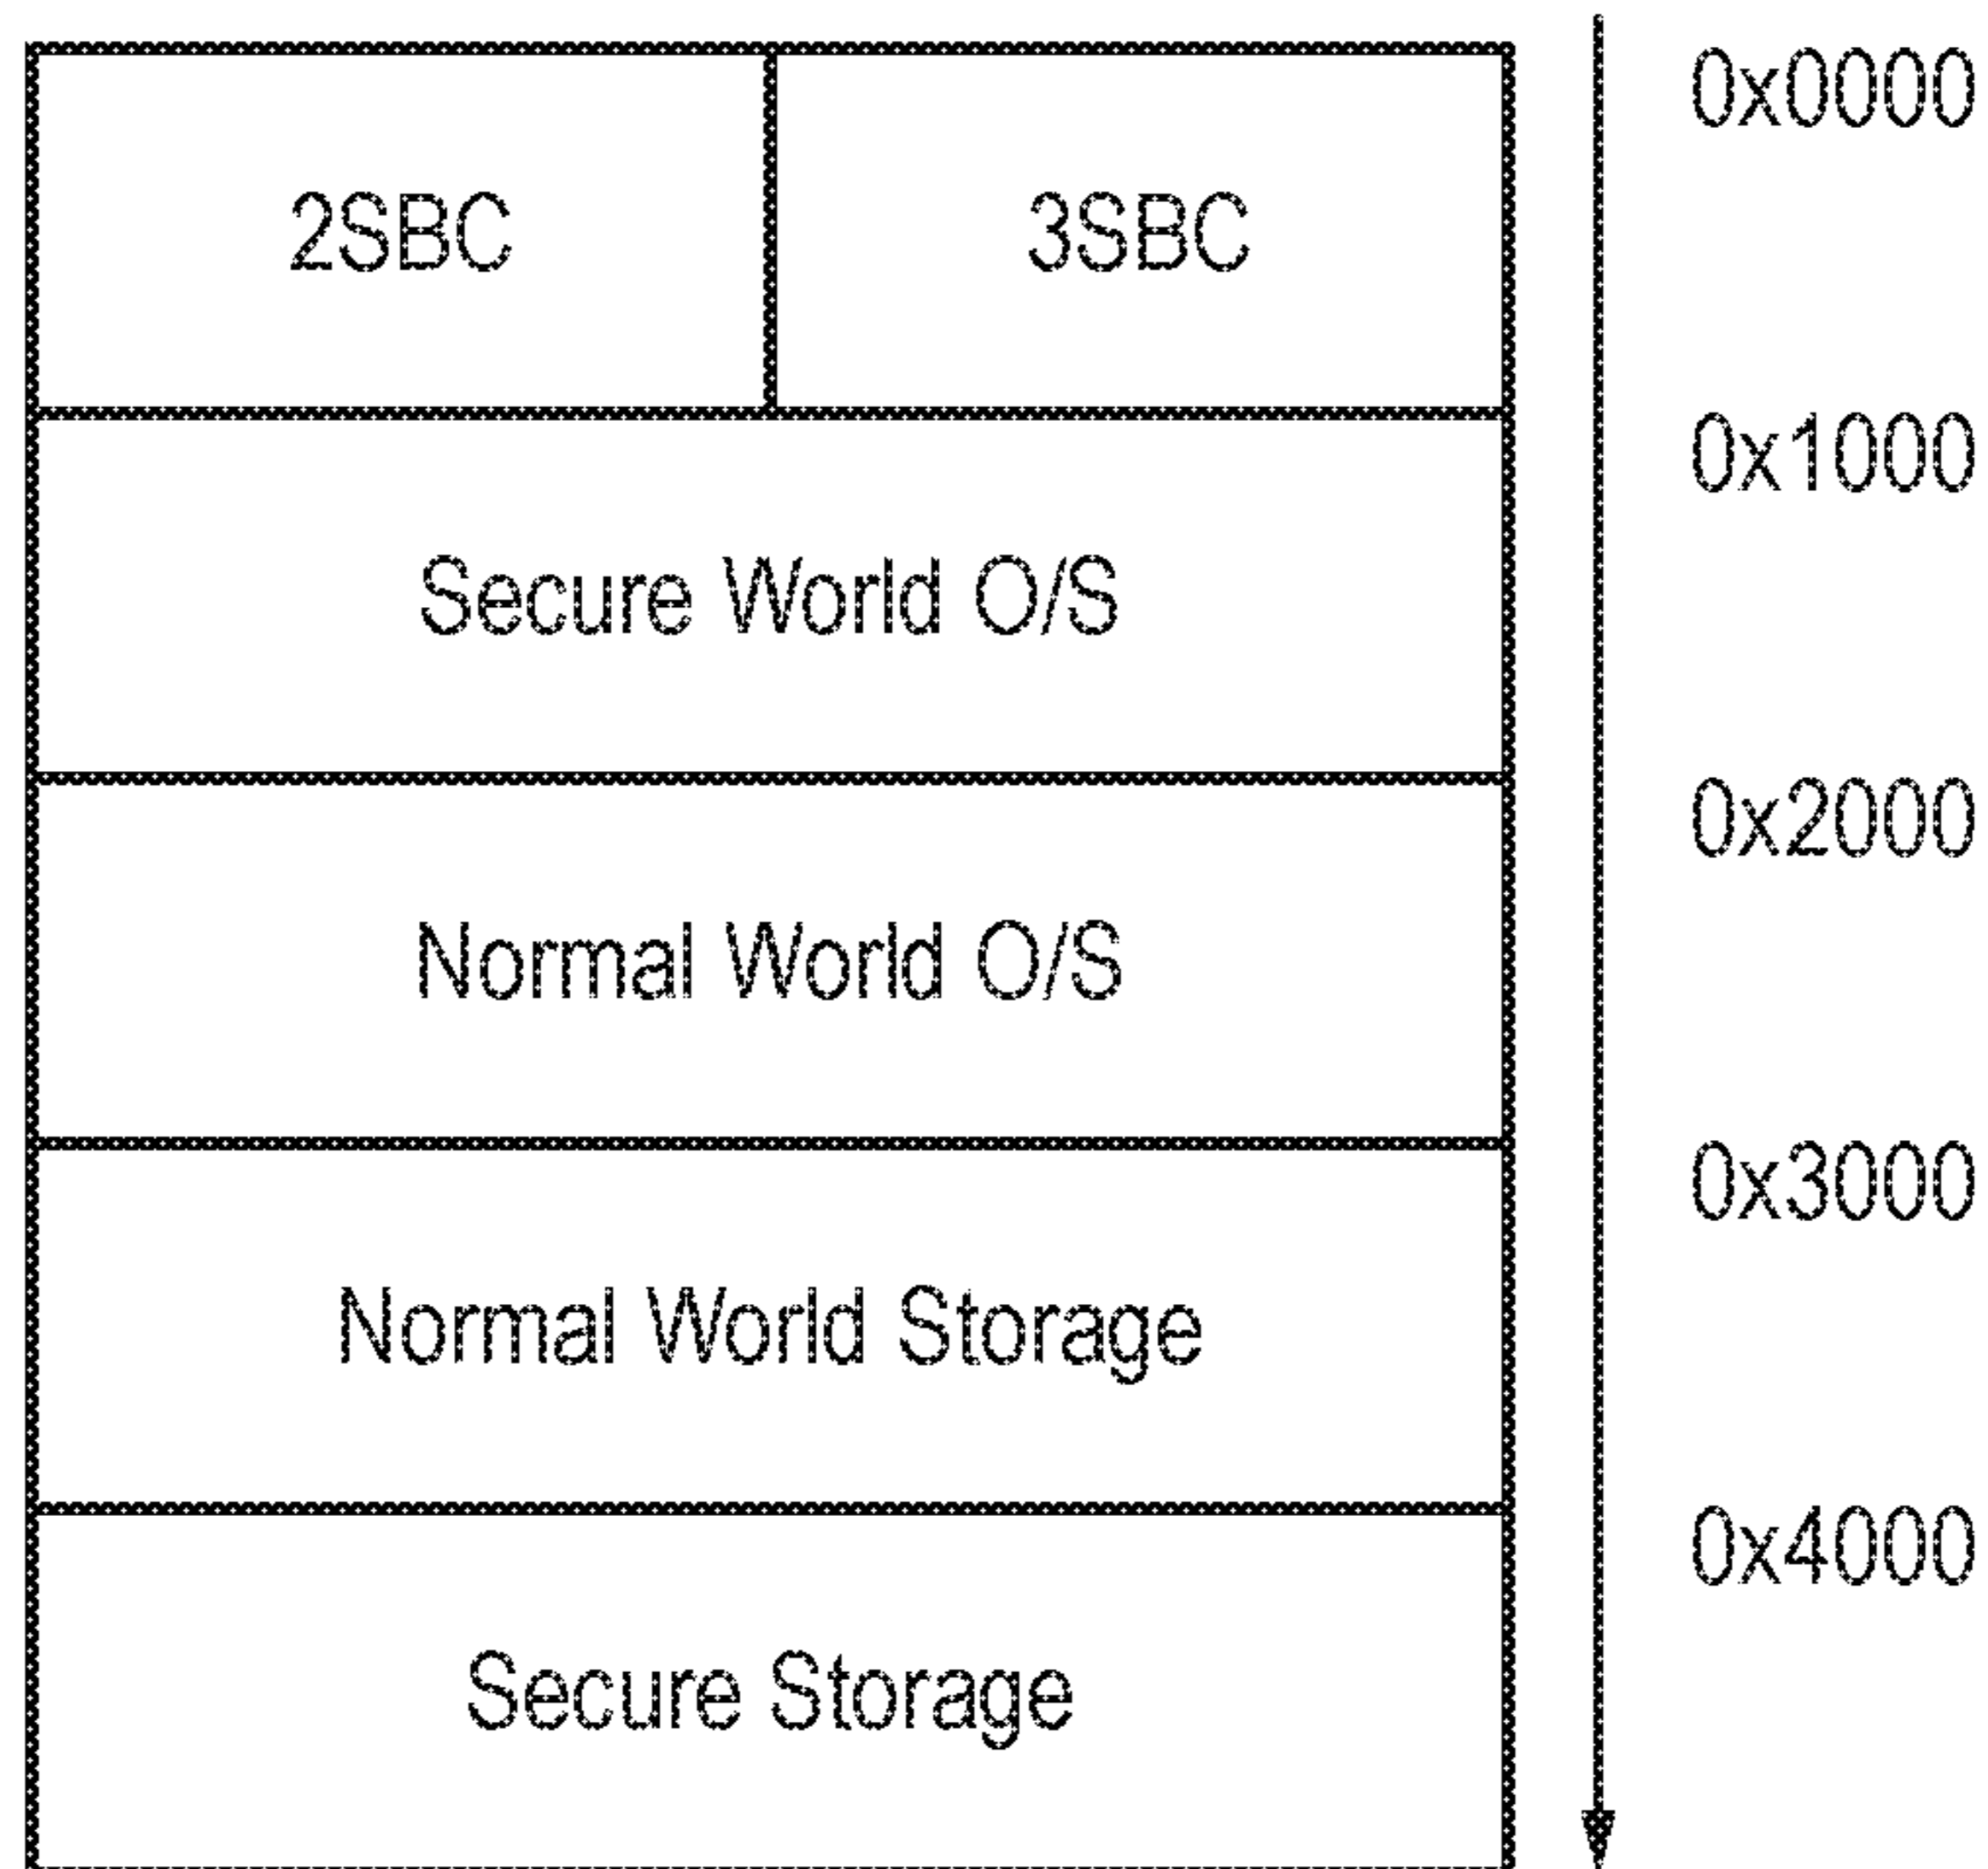 2SBC 3SBC 0x0000
0x1000
Secure World O/S
0x2000
Normal World O/S
0x3000
Normal World Storage
0x4000
Secure Storage